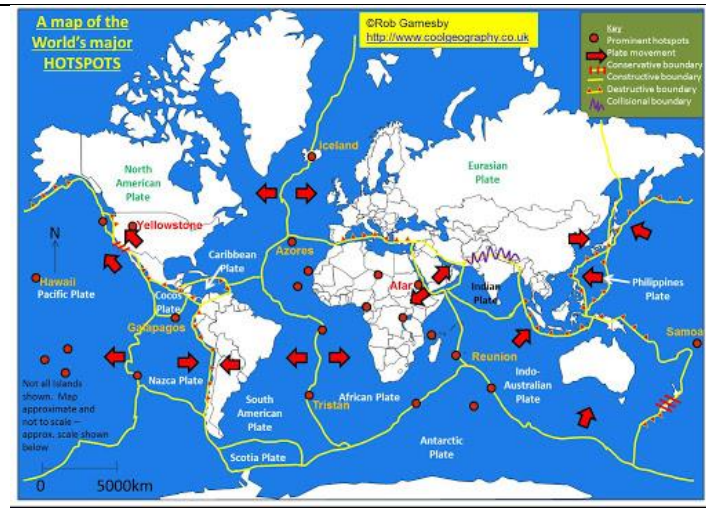 A map of the
World's major
HOTSPOTS
©Rob Gamesby
http://www.coolgeography.co.uk
Key
Prominent hotspots
Plate movement
Conservative boundary
Constructive boundary
Destructive boundary
Collisional boundary
Iceland
North
American
Plate
Eurasian
Plate
N
Yellowstone
Azores
Caribbean
Plate
Hawaii
Pacific Plate
Cocos
Plate
Afar
Indian
Plate
Philippines
Plate
Galapagos
Samoa
Reunion
Nazca Plate
Indo-
Australian
Plate
Not all islands
shown. Map
approximate and
not to scale –
approx. scale shown
below
South
American
Plate
Tristan
African Plate
Antarctic
Plate
Scotia Plate
0 5000km